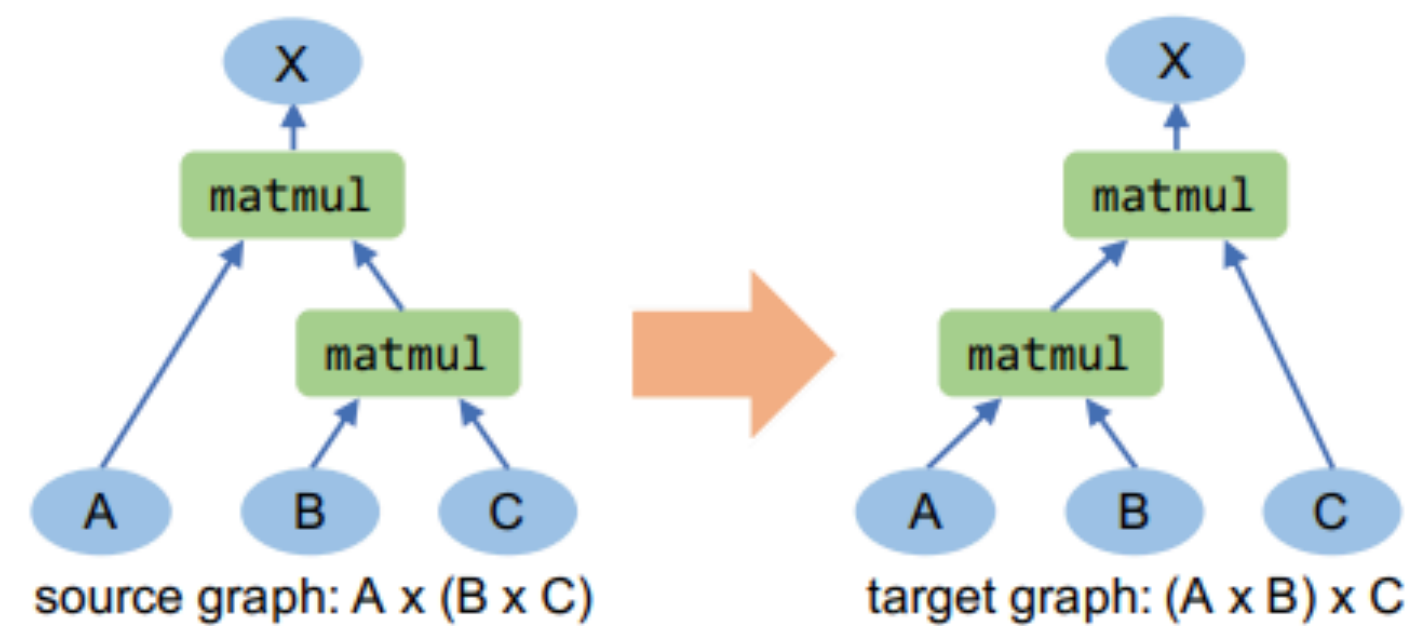 X X
matmul matmul
matmul matmul
A B C A B C
source graph: A x (B x C) target graph: (A x B) x C